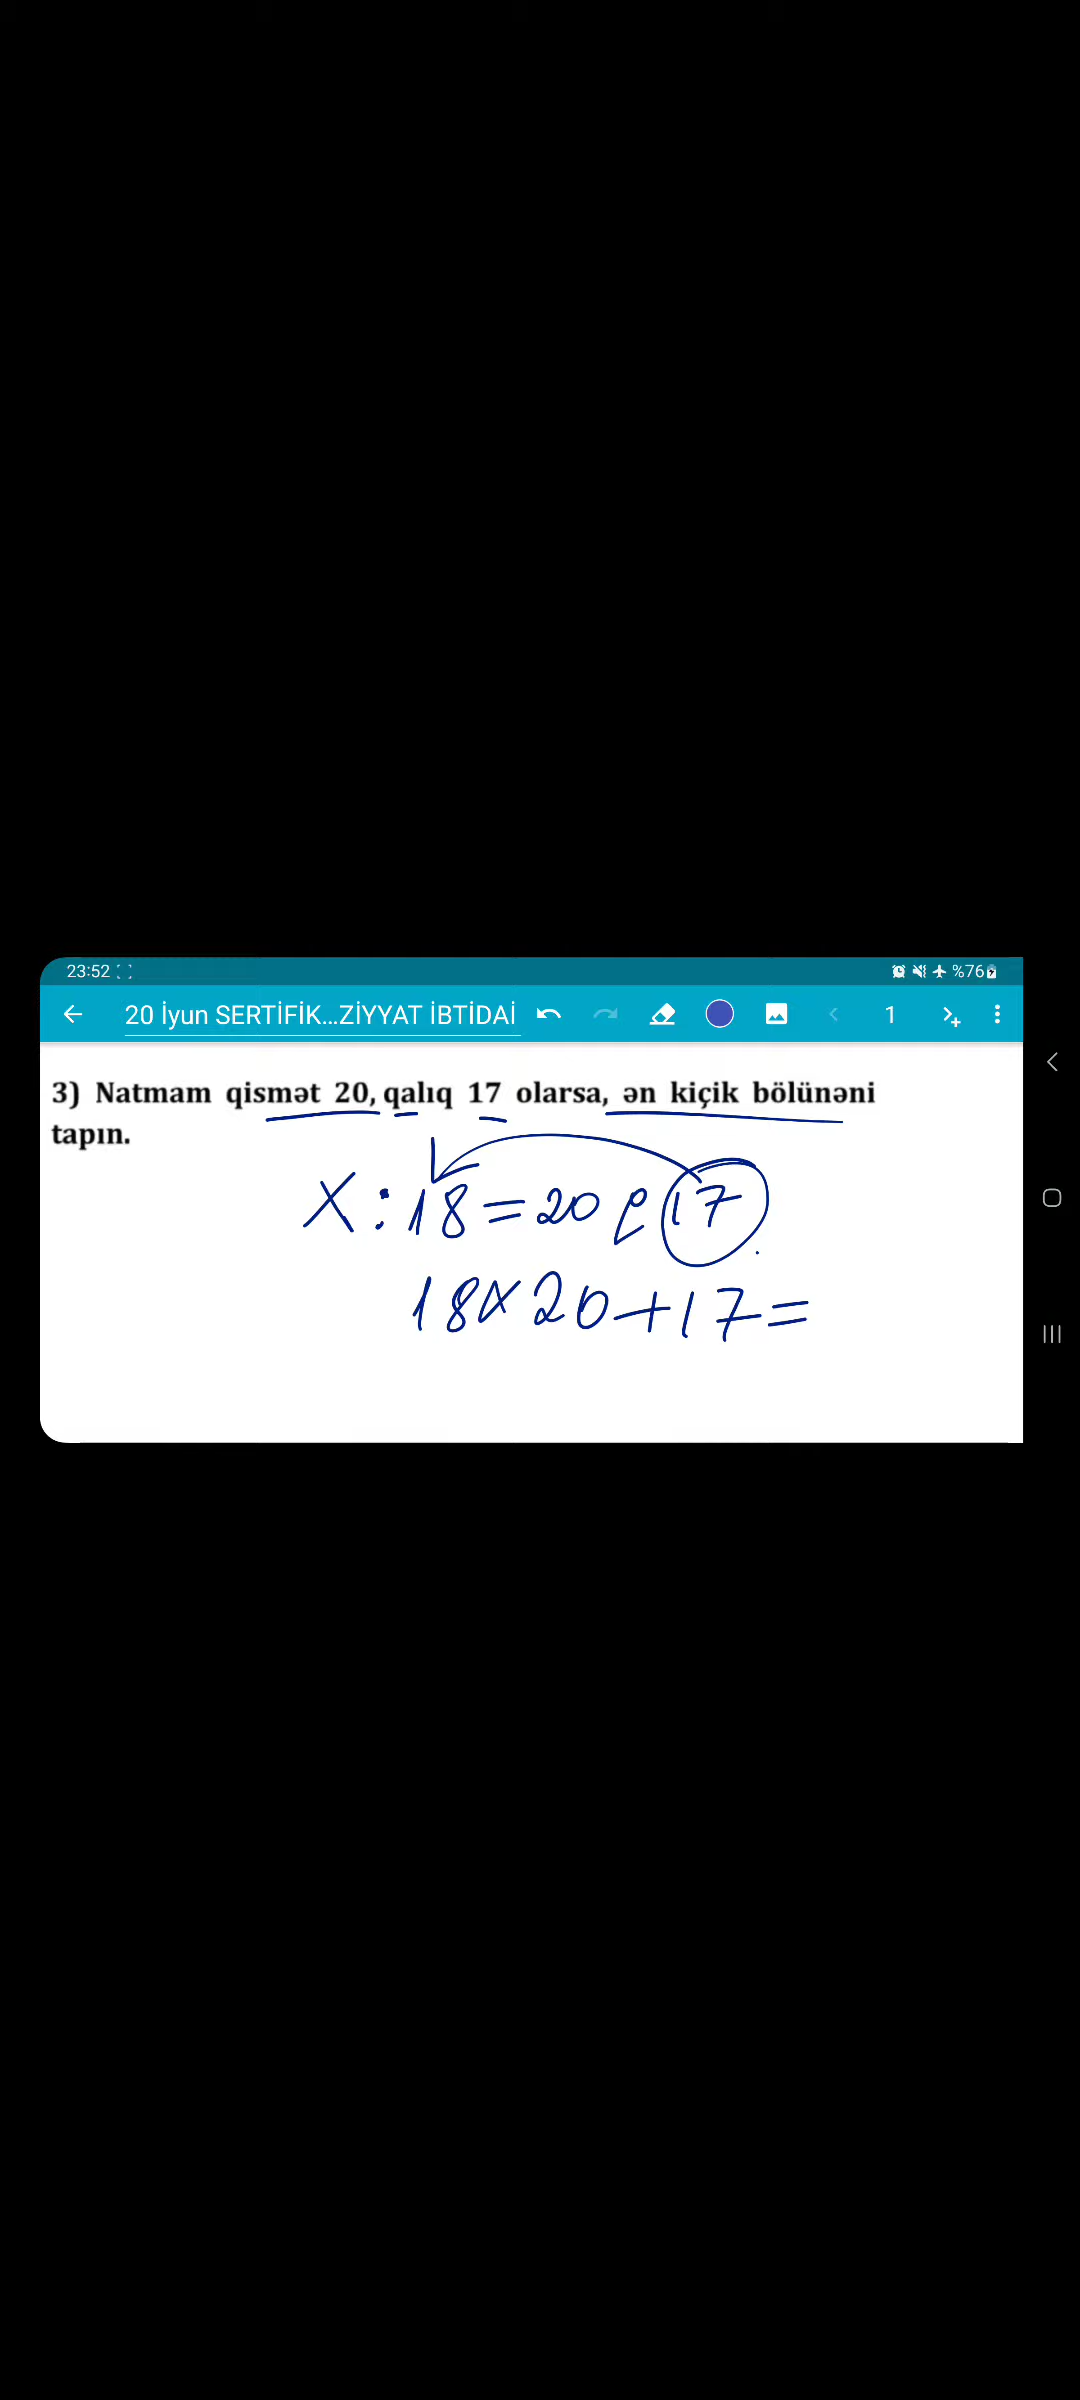 23:52 %76
20 İyun SERTİFİK...ZİYYAT İBTİDAİ 1
3) Natmam qismət 20, qalıq 17 olarsa, ən kiçik bölünəni
tapın.
X : 18 = 20 ج 17
18 x 20 + 17 =